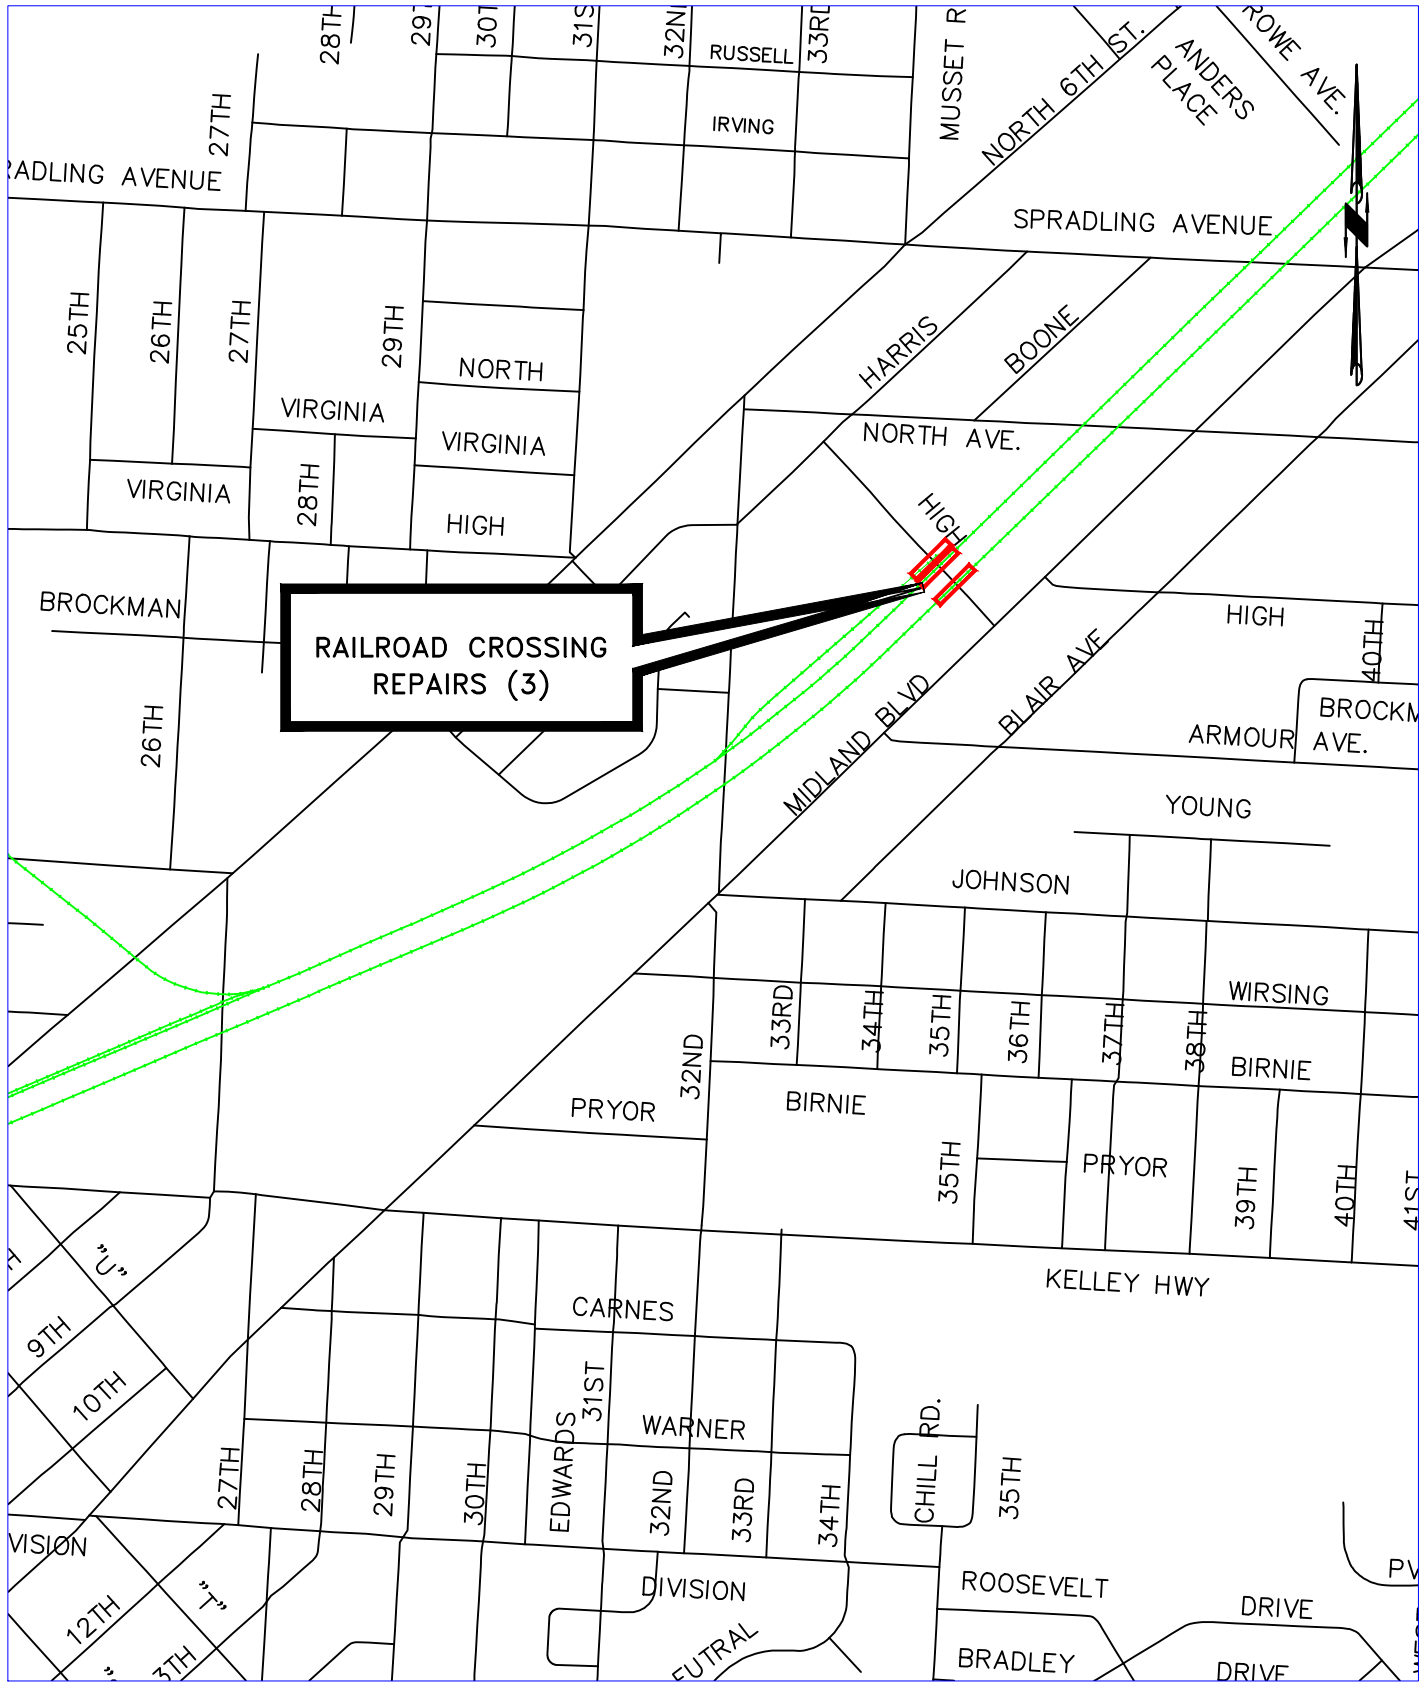 28TH
29T
30T
31S
32N
RUSSELL
33RD
MUSSET R
NORTH 6TH ST.
ANDERS
PLACE
ROWE AVE.
27TH
IRVING
RADLING AVENUE
SPRADLING AVENUE
25TH
26TH
27TH
29TH
NORTH
HARRIS
BOONE
VIRGINIA
VIRGINIA
NORTH AVE.
VIRGINIA
28TH
HIGH
HIGH
BROCKMAN
HIGH
40TH
RAILROAD CROSSING
REPAIRS (3)
26TH
MIDLAND BLVD
BLAIR AVE
BROCKM
AVE.
ARMOUR
YOUNG
JOHNSON
33RD
34TH
35TH
36TH
37TH
38TH
WIRSING
32ND
BIRNIE
BIRNIE
PRYOR
35TH
PRYOR
39TH
40TH
41ST
"U"
H
KELLEY HWY
9TH
CARNES
10TH
31ST
WARNER
CHILL RD.
27TH
28TH
29TH
30TH
EDWARDS
32ND
33RD
34TH
35TH
VISION
DIVISION
ROOSEVELT
PV
12TH
"T"
DRIVE
3TH
EUTRAL
BRADLEY
DRIVE